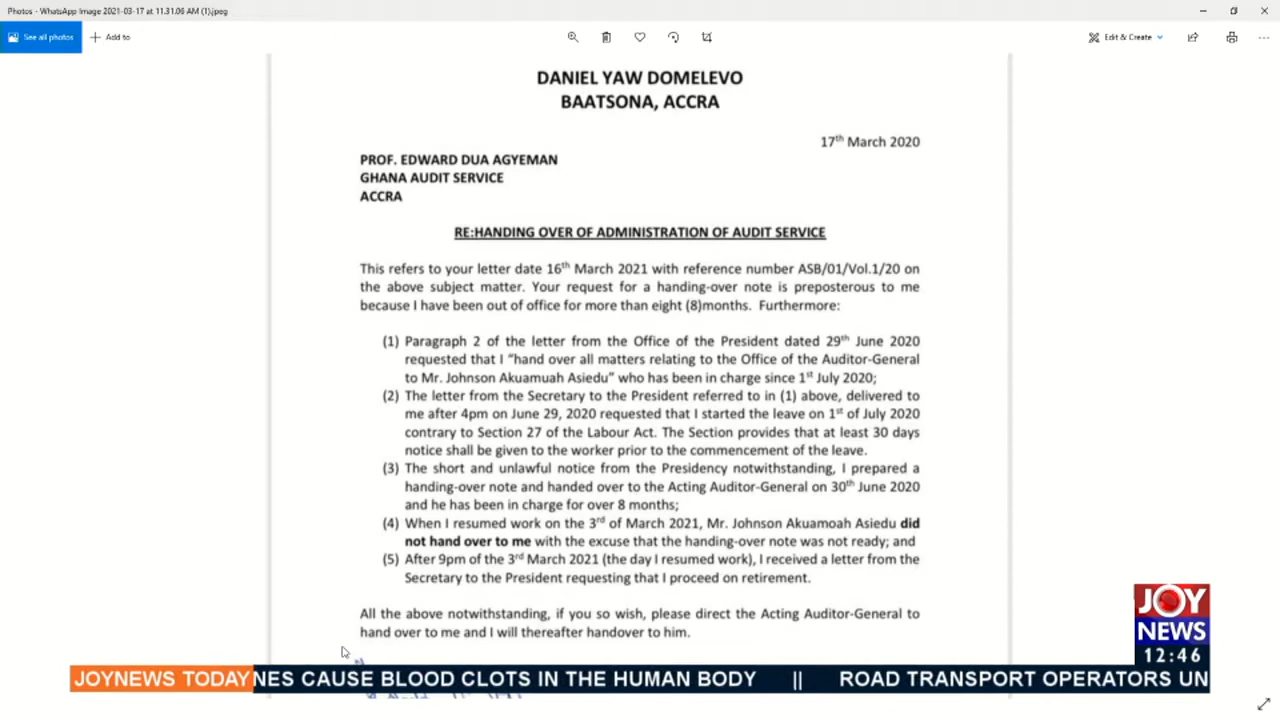 Photos - WhatsApp Image 2021-03-17 at 11.31.06 AM (1).jpeg
See all photos
Add to
Edit & Create
DANIEL YAW DOMELEVO
BAATSONA, ACCRA
17th March 2020
PROF. EDWARD DUA AGYEMAN
GHANA AUDIT SERVICE
ACCRA
RE:HANDING OVER OF ADMINISTRATION OF AUDIT SERVICE
This refers to your letter date 16th March 2021 with reference number ASB/01/Vol.1/20 on
the above subject matter. Your request for a handing-over note is preposterous to me
because I have been out of office for more than eight (8)months. Furthermore:
(1) Paragraph 2 of the letter from the Office of the President dated 29th June 2020
requested that I “hand over all matters relating to the Office of the Auditor-General
to Mr. Johnson Akuamuah Asiedu” who has been in charge since 1st July 2020;
(2) The letter from the Secretary to the President referred to in (1) above, delivered to
me after 4pm on June 29, 2020 requested that I started the leave on 1st of July 2020
contrary to Section 27 of the Labour Act. The Section provides that at least 30 days
notice shall be given to the worker prior to the commencement of the leave.
(3) The short and unlawful notice from the Presidency notwithstanding, I prepared a
handing-over note and handed over to the Acting Auditor-General on 30th June 2020
and he has been in charge for over 8 months;
(4) When I resumed work on the 3rd of March 2021, Mr. Johnson Akuamoah Asiedu did
not hand over to me with the excuse that the handing-over note was not ready; and
(5) After 9pm of the 3rd March 2021 (the day I resumed work), I received a letter from the
Secretary to the President requesting that I proceed on retirement.
All the above notwithstanding, if you so wish, please direct the Acting Auditor-General to
hand over to me and I will thereafter handover to him.
JOY
NEWS
12:46
JOYNEWS TODAY NES CAUSE BLOOD CLOTS IN THE HUMAN BODY || ROAD TRANSPORT OPERATORS UN